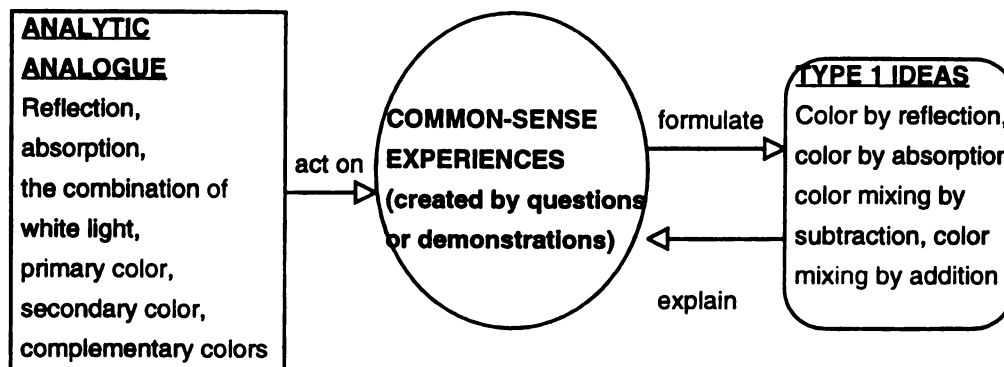 ANALYTIC
ANALOGUE
Reflection,
absorption,
the combination of
white light,
primary color,
secondary color,
complementary colors
act on
COMMON-SENSE
EXPERIENCES
(created by questions
or demonstrations)
formulate
explain
TYPE 1 IDEAS
Color by reflection,
color by absorption
color mixing by
subtraction, color
mixing by addition